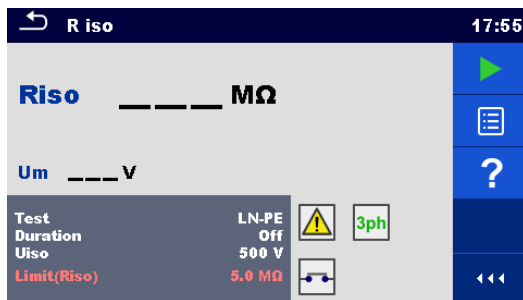 R iso 17:55
Riso _ _ _ MΩ
Um _ _ _ V
?
Test LN-PE
Duration Off
Uiso 500 V
Limit(Riso) 5.0 MΩ
3ph